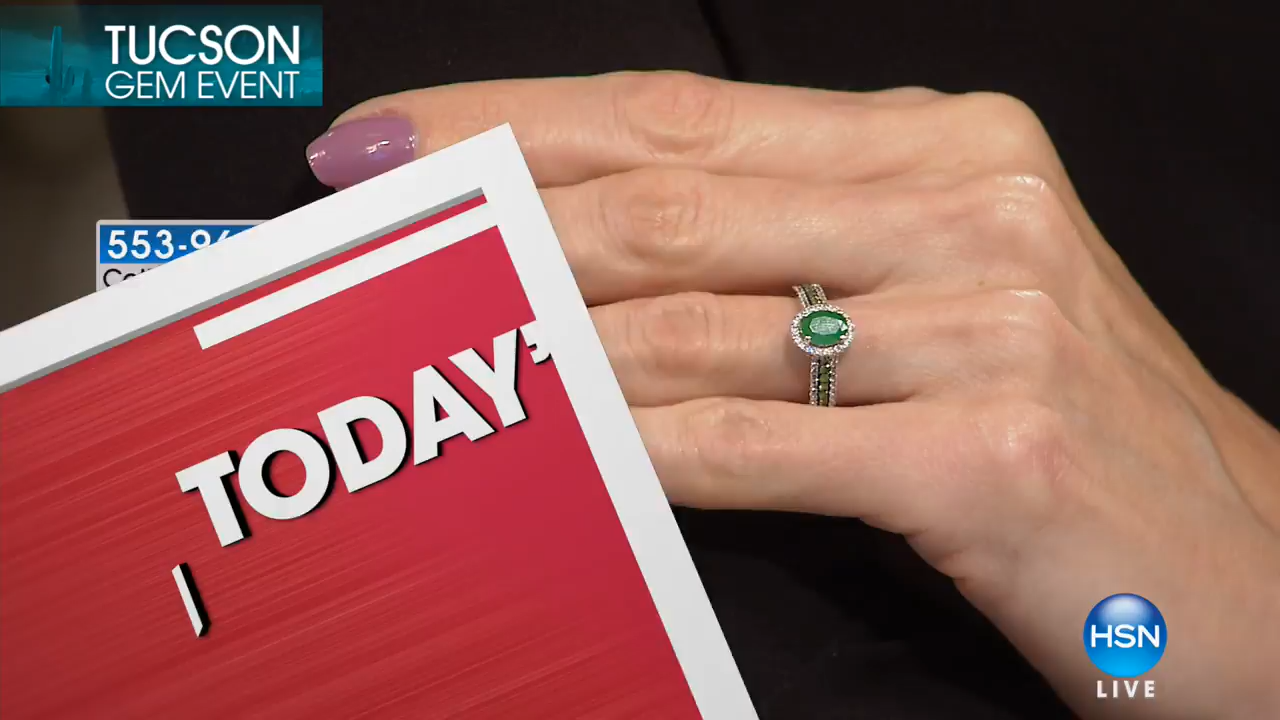 TUCSON
GEM EVENT
TODAY'
HSN
LIVE